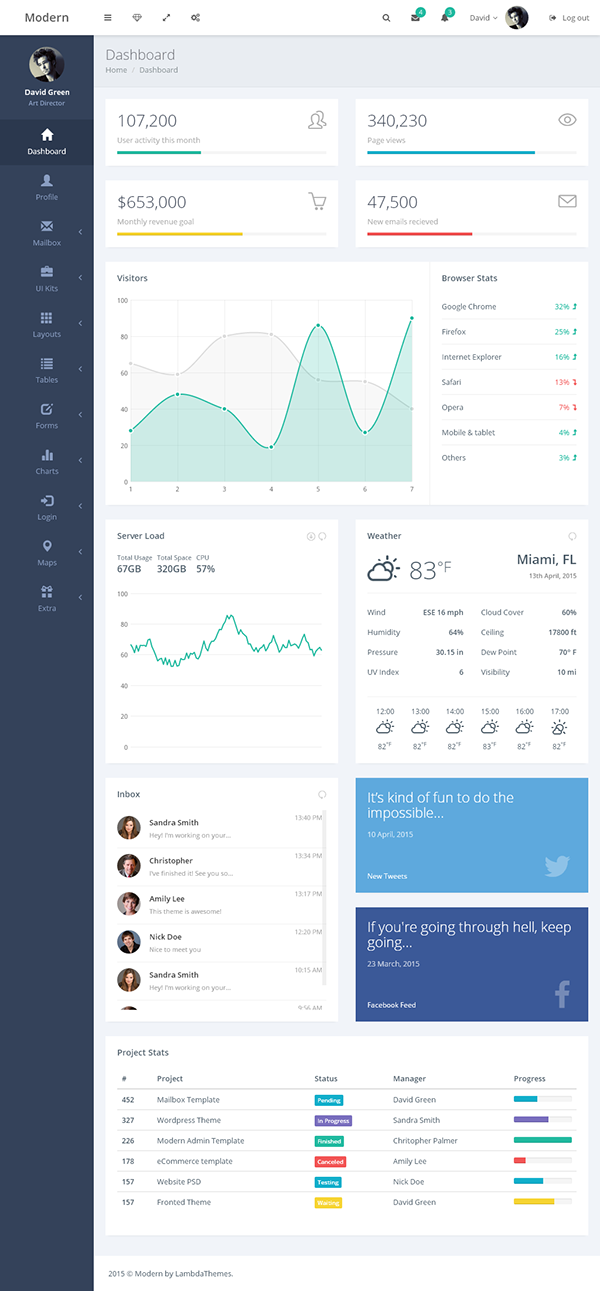 Modern
4
3
David
Log out
David Green
Art Director
Dashboard
Profile
Mailbox
UI Kits
Layouts
Tables
Forms
Charts
Login
Maps
Extra
Dashboard
Home / Dashboard
107,200
User activity this month
340,230
Page views
$653,000
Monthly revenue goal
47,500
New emails recieved
Visitors
100
80
60
40
20
0
1 2 3 4 5 6 7
Browser Stats
Google Chrome 32%
Firefox 25%
Internet Explorer 16%
Safari 13%
Opera 7%
Mobile & tablet 4%
Others 3%
Server Load
Total Usage Total Space CPU
67GB 320GB 57%
100
80
60
40
20
0
Weather
83°F
Miami, FL
13th April, 2015
Wind ESE 16 mph Cloud Cover 60%
Humidity 64% Ceiling 17800 ft
Pressure 30.15 in Dew Point 70° F
UV Index 6 Visibility 10 mi
12:00 13:00 14:00 15:00 16:00 17:00
82°F 82°F 82°F 83°F 82°F 82°F
Inbox
Sandra Smith 13:40 PM
Hey! I'm working on your...
Christopher 13:34 PM
I've finished it! See you so...
Amily Lee 13:17 PM
This theme is awesome!
Nick Doe 12:20 PM
Nice to meet you
Sandra Smith 10:15 AM
Hey! I'm working on your...
9:56 AM
It's kind of fun to do the
impossible...
10 April, 2015
New Tweets
If you're going through hell, keep
going...
23 March, 2015
Facebook Feed
Project Stats
# Project Status Manager Progress
452 Mailbox Template Pending David Green
327 Wordpress Theme In Progress Sandra Smith
226 Modern Admin Template Finished Chritopher Palmer
178 eCommerce template Canceled Amily Lee
157 Website PSD Testing Nick Doe
157 Fronted Theme Waiting David Green
2015 © Modern by LambdaThemes.